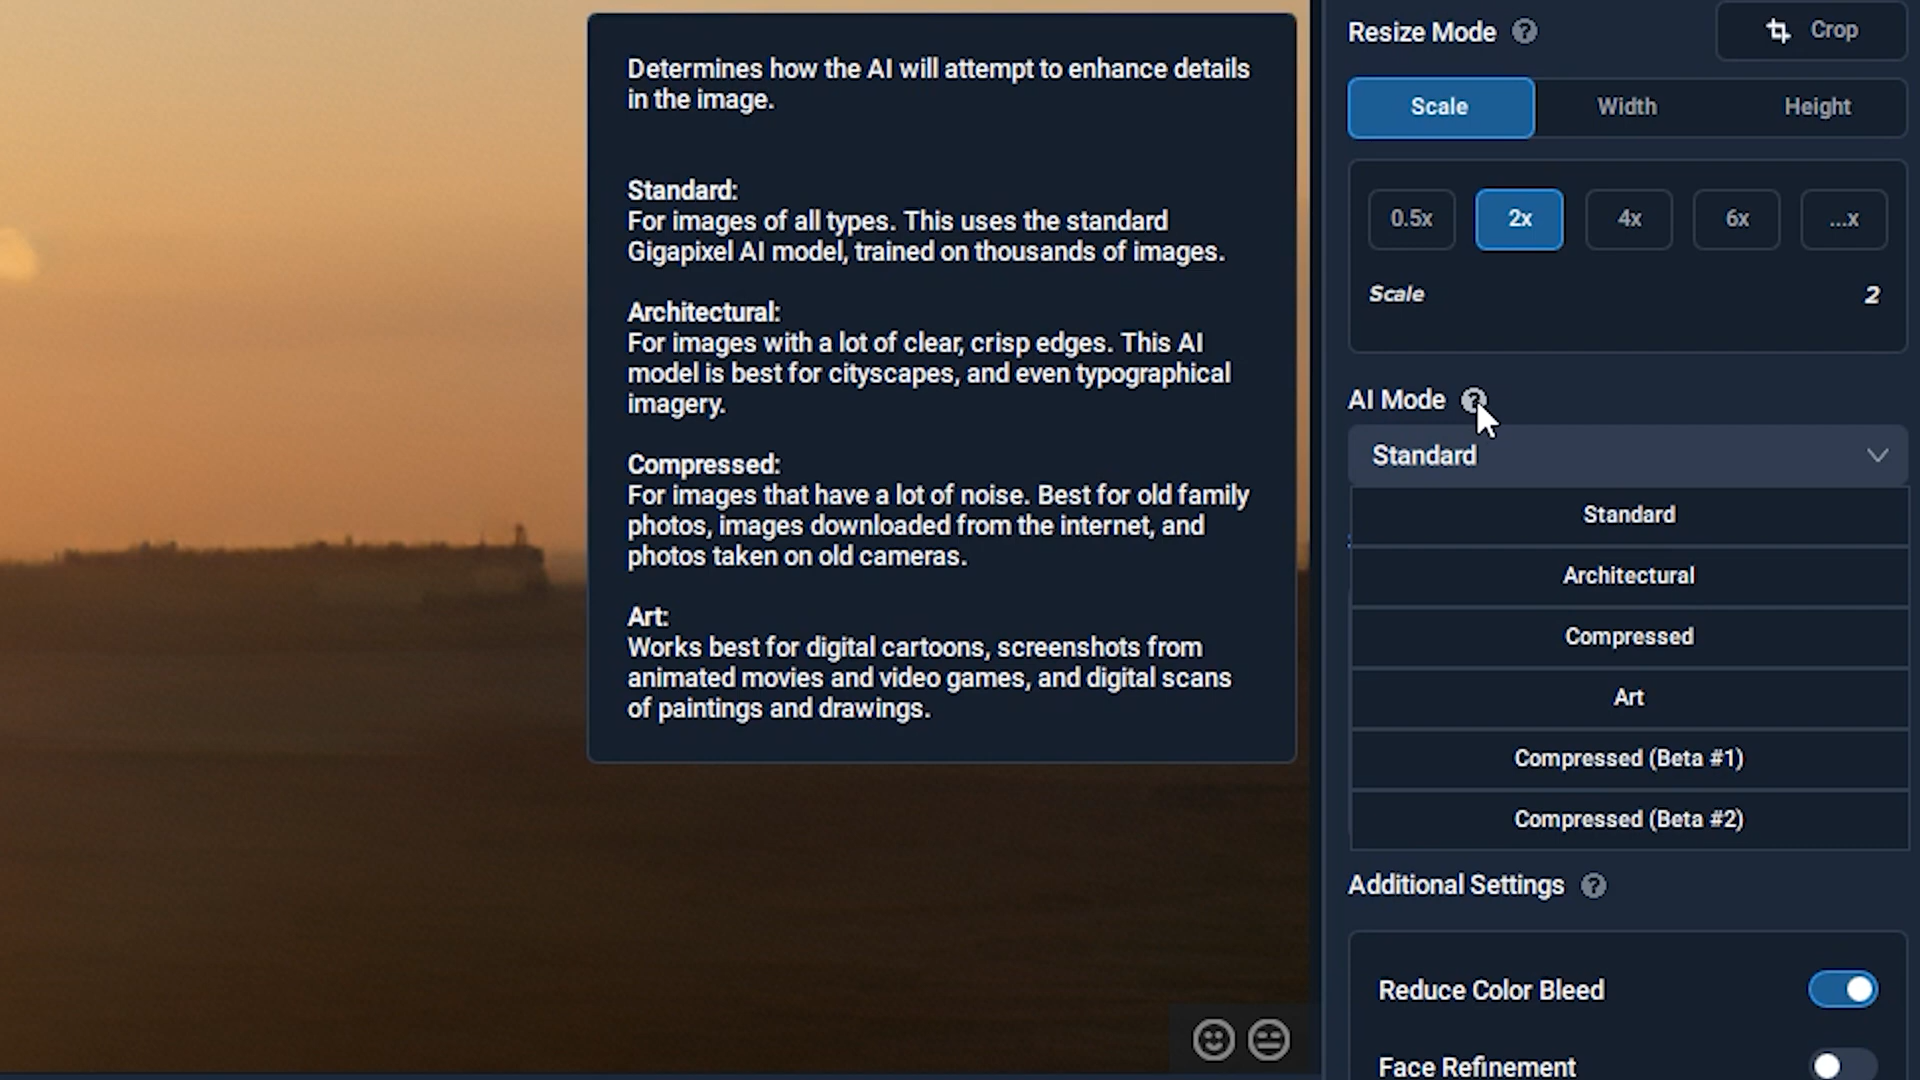 Determines how the AI will attempt to enhance details
in the image.
Standard:
For images of all types. This uses the standard
Gigapixel AI model, trained on thousands of images.
Architectural:
For images with a lot of clear, crisp edges. This AI
model is best for cityscapes, and even typographical
imagery.
Compressed:
For images that have a lot of noise. Best for old family
photos, images downloaded from the internet, and
photos taken on old cameras.
Art:
Works best for digital cartoons, screenshots from
animated movies and video games, and digital scans
of paintings and drawings.
Resize Mode ? Crop
Scale Width Height
0.5x 2x 4x 6x ...x
Scale 2
AI Mode ?
Standard
Standard
Architectural
Compressed
Art
Compressed (Beta #1)
Compressed (Beta #2)
Additional Settings ?
Reduce Color Bleed
Face Refinement